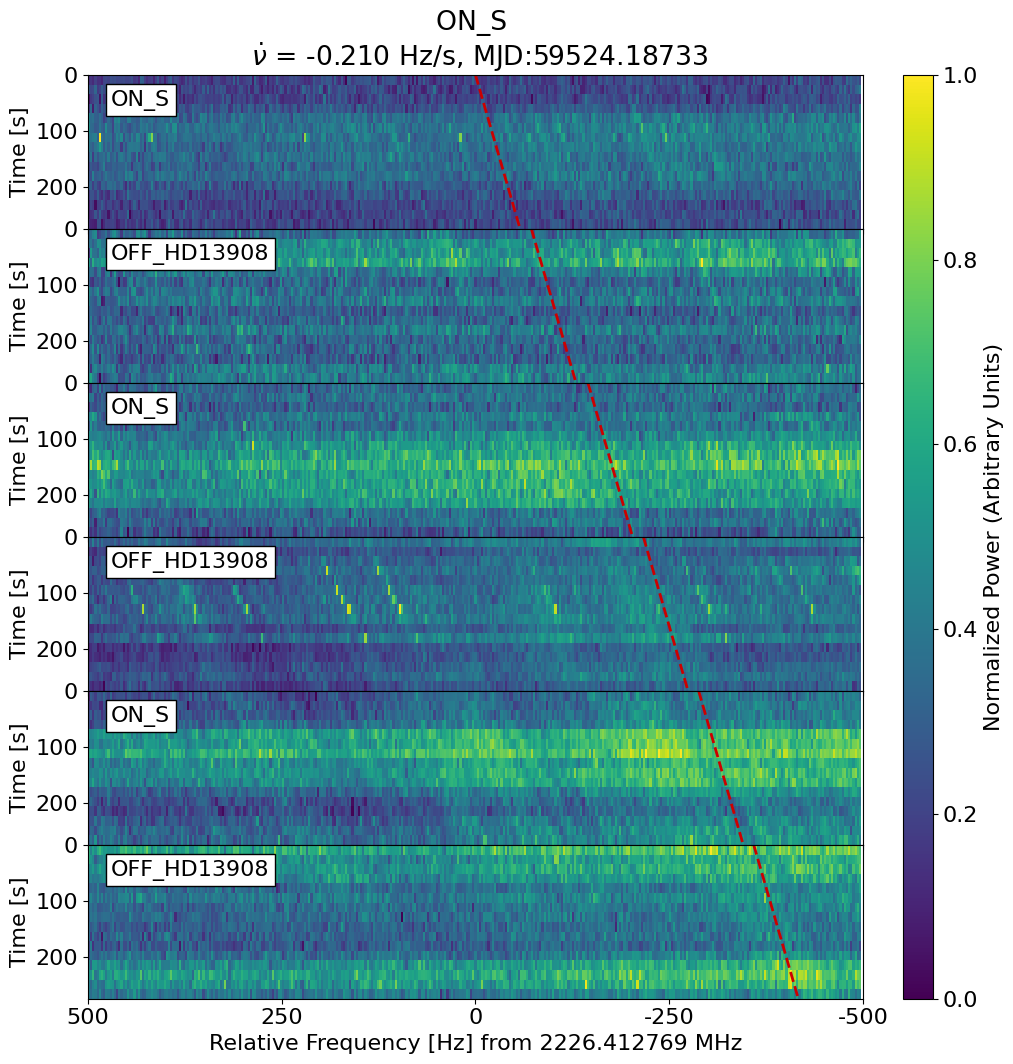 ON_S
ν̇ = -0.210 Hz/s, MJD:59524.18733
0
100
200
Time [s]
ON_S
0
100
200
Time [s]
OFF_HD13908
0
100
200
Time [s]
ON_S
0
100
200
Time [s]
OFF_HD13908
0
100
200
Time [s]
ON_S
0
100
200
Time [s]
OFF_HD13908
500 250 0 -250 -500
Relative Frequency [Hz] from 2226.412769 MHz
1.0
0.8
0.6
0.4
0.2
0.0
Normalized Power (Arbitrary Units)